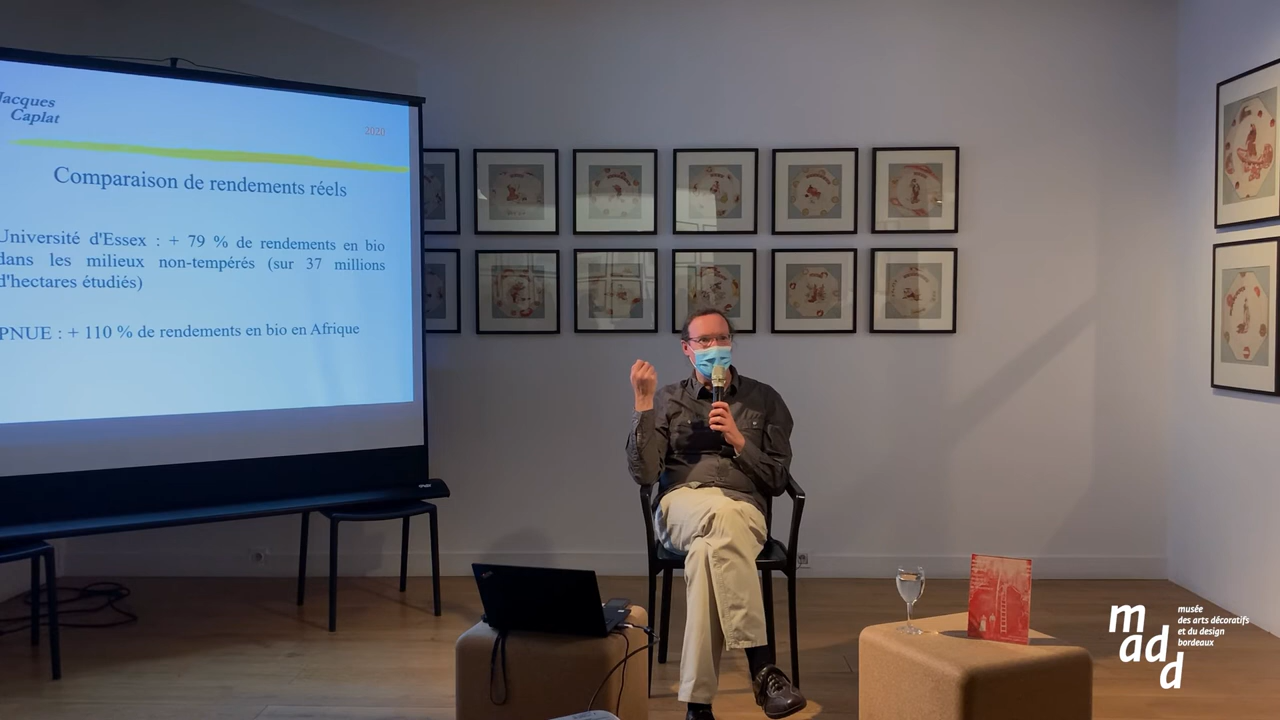 Jacques
Caplat
2020
Comparaison de rendements réels
Université d'Essex : + 79 % de rendements en bio
dans les milieux non-tempérés (sur 37 millions
d'hectares étudiés)
PNUE : + 110 % de rendements en bio en Afrique
madd
musée
des arts décoratifs
et du design
bordeaux